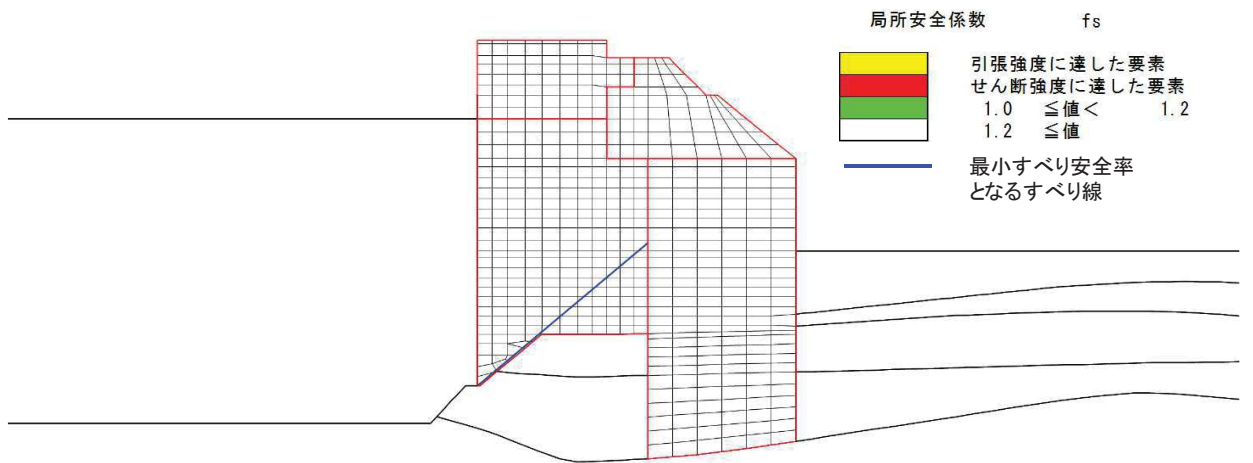 局所安全係数 fs
引張強度に達した要素
せん断強度に達した要素
1.0 ≦値＜ 1.2
1.2 ≦値
最小すべり安全率
となるすべり線